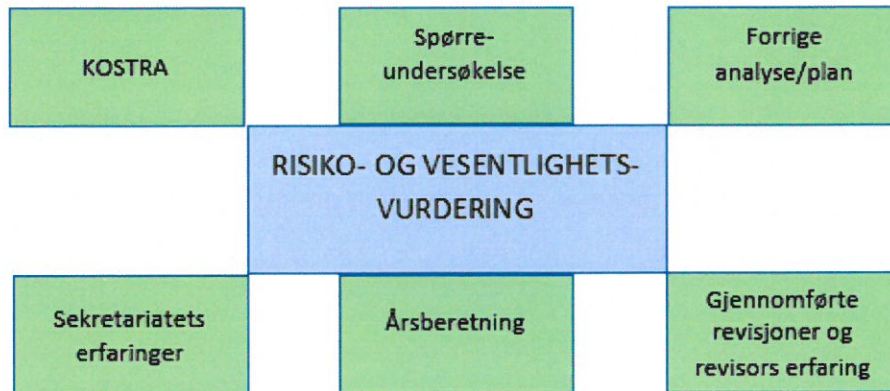 KOSTRA
Spørre-
undersøkelse
Forrige
analyse/plan
RISIKO- OG VESENTLIGHETS-
VURDERING
Sekretariatets
erfaringer
Årsberetning
Gjennomførte
revisjoner og
revisors erfaring